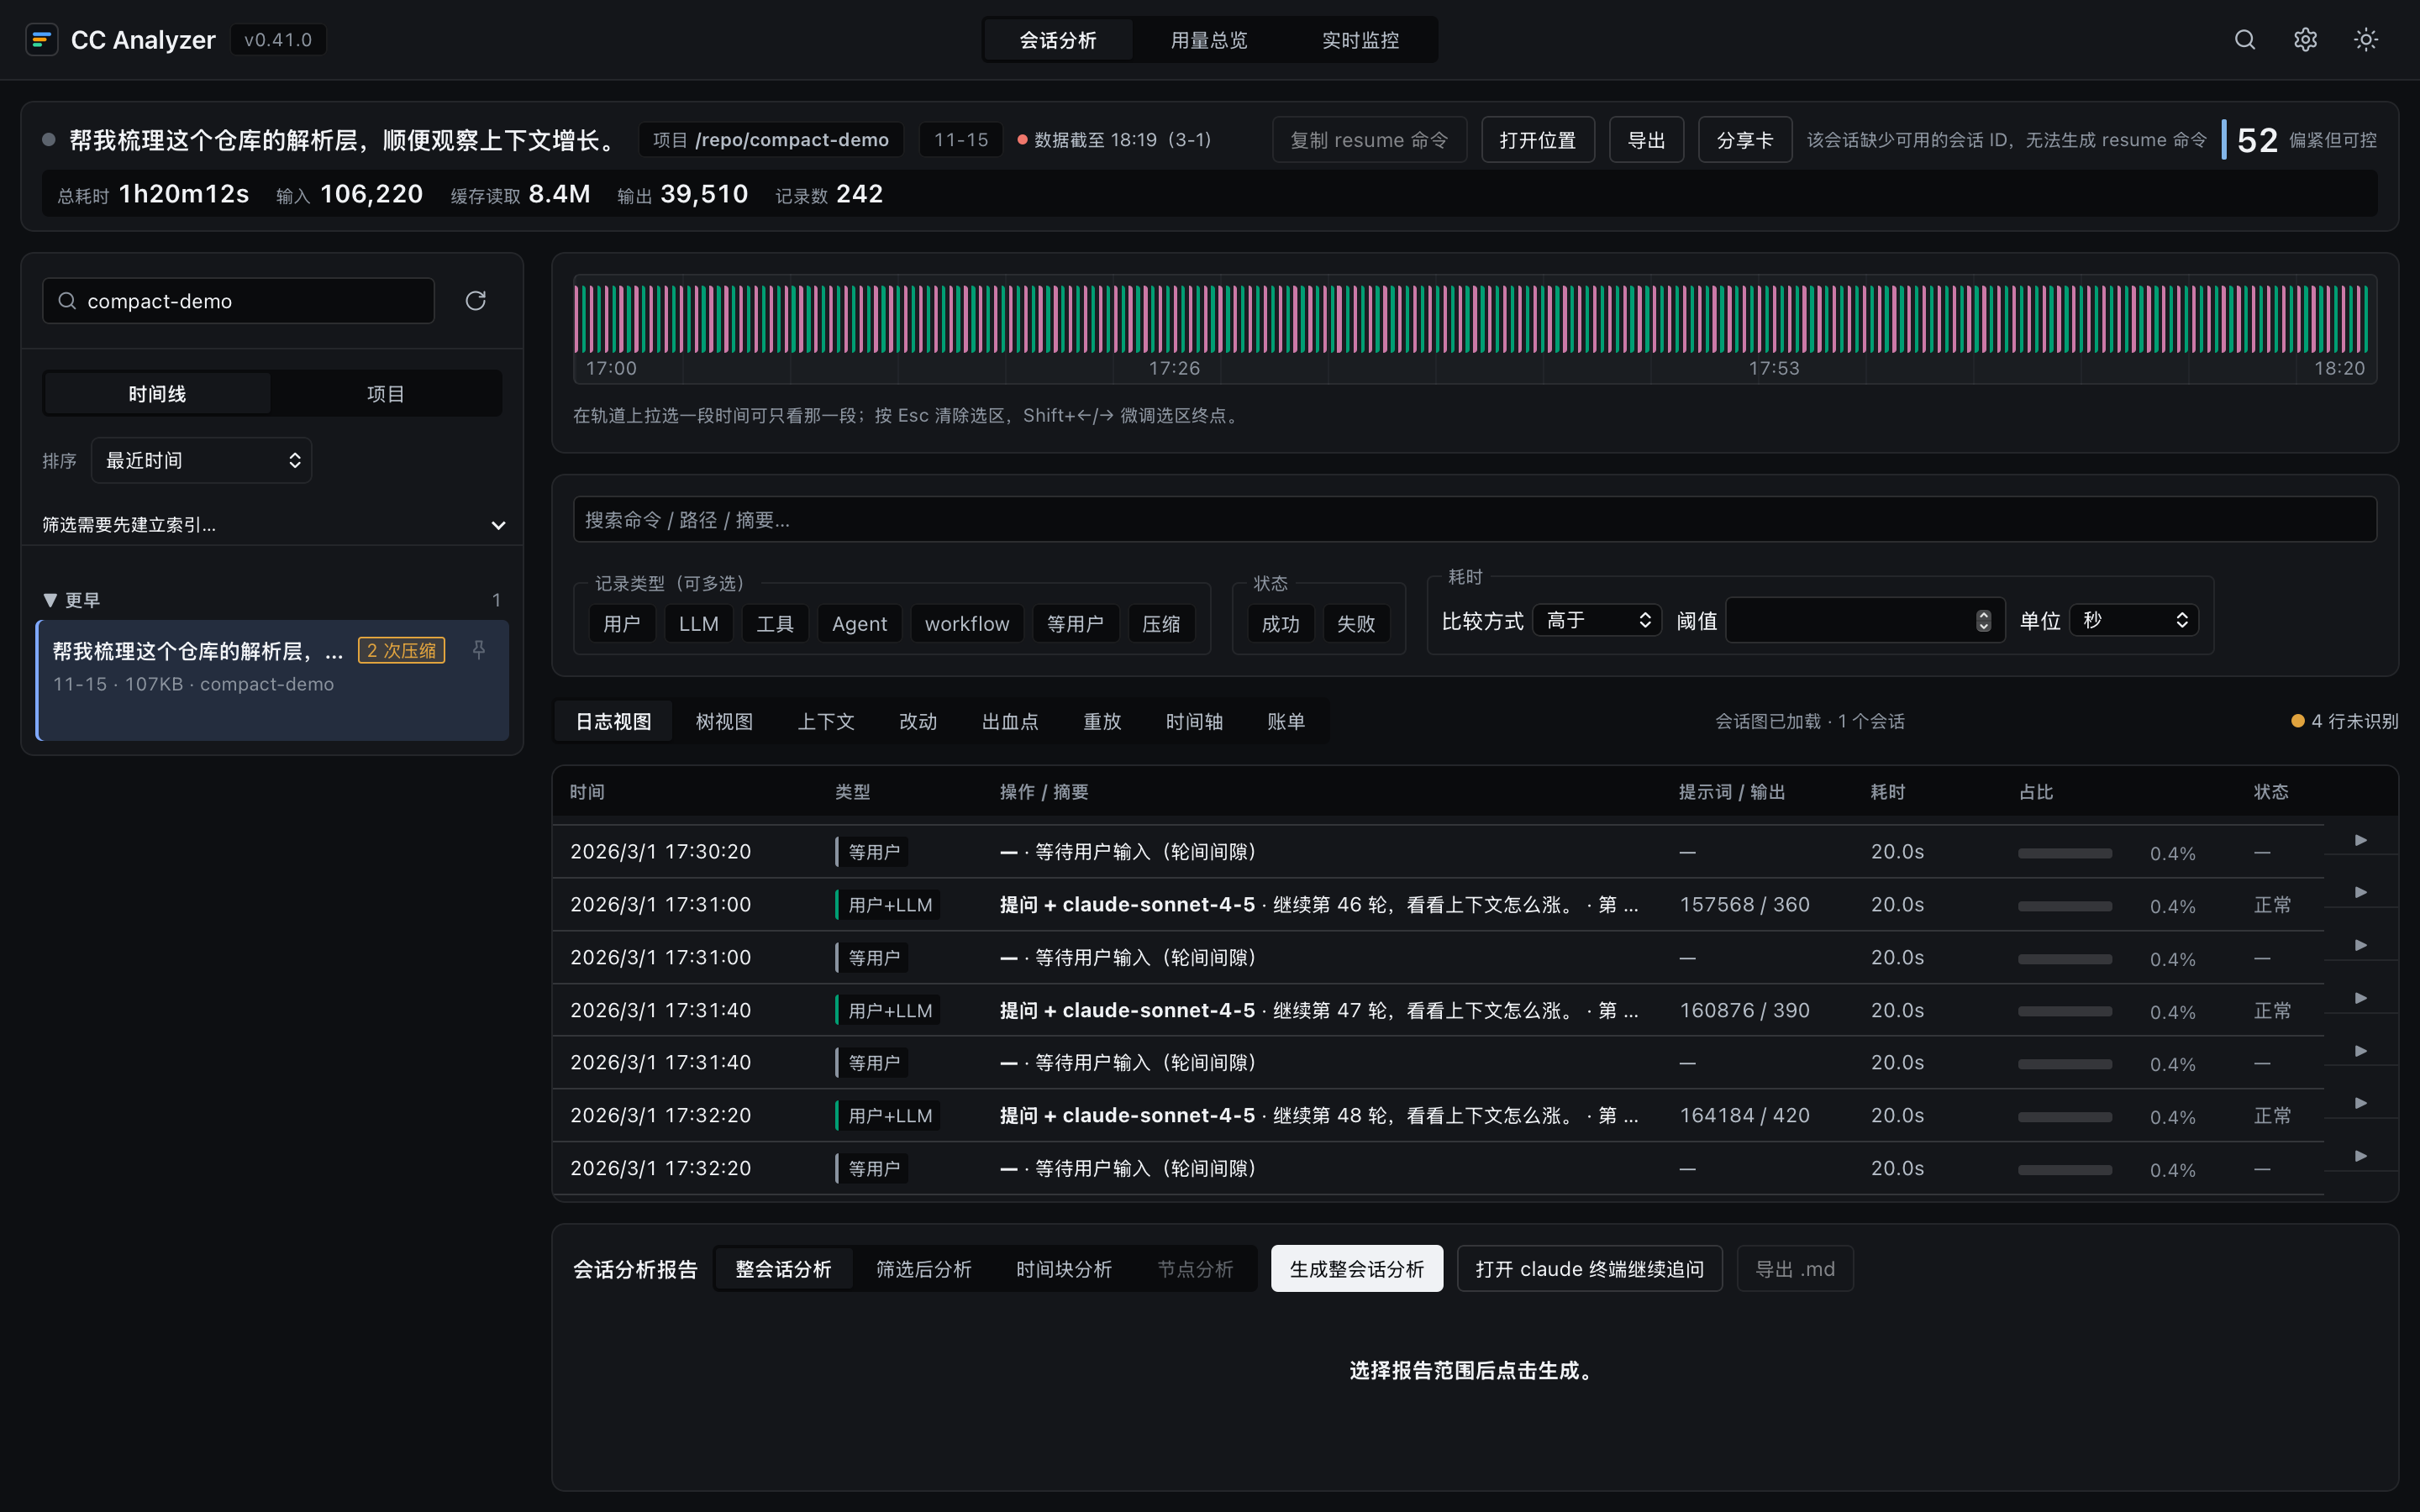 CC Analyzer v0.41.0 会话分析 用量总览 实时监控
帮我梳理这个仓库的解析层，顺便观察上下文增长。 项目 /repo/compact-demo 11-15 数据截至 18:19（3-1） 复制 resume 命令 打开位置 导出 分享卡 该会话缺少可用的会话 ID，无法生成 resume 命令 52 偏紧但可控
总耗时 1h20m12s 输入 106,220 缓存读取 8.4M 输出 39,510 记录数 242
compact-demo
时间线 项目
排序 最近时间
筛选需要先建立索引...
▼ 更早 1
帮我梳理这个仓库的解析层，... 2 次压缩
11-15 · 107KB · compact-demo
17:00 17:26 17:53 18:20
在轨道上拉选一段时间可只看那一段；按 Esc 清除选区，Shift+←/→ 微调选区终点。
搜索命令 / 路径 / 摘要...
记录类型（可多选） 状态 耗时
用户 LLM 工具 Agent workflow 等用户 压缩 成功 失败 比较方式 高于 阈值 单位 秒
日志视图 树视图 上下文 改动 出血点 重放 时间轴 账单 会话图已加载 · 1 个会话 4 行未识别
时间 类型 操作 / 摘要 提示词 / 输出 耗时 占比 状态
2026/3/1 17:30:20 等用户 — · 等待用户输入（轮间间隙） — 20.0s 0.4% — ▶
2026/3/1 17:31:00 用户+LLM 提问 + claude-sonnet-4-5 · 继续第 46 轮，看看上下文怎么涨。 · 第 ... 157568 / 360 20.0s 0.4% 正常 ▶
2026/3/1 17:31:00 等用户 — · 等待用户输入（轮间间隙） — 20.0s 0.4% — ▶
2026/3/1 17:31:40 用户+LLM 提问 + claude-sonnet-4-5 · 继续第 47 轮，看看上下文怎么涨。 · 第 ... 160876 / 390 20.0s 0.4% 正常 ▶
2026/3/1 17:31:40 等用户 — · 等待用户输入（轮间间隙） — 20.0s 0.4% — ▶
2026/3/1 17:32:20 用户+LLM 提问 + claude-sonnet-4-5 · 继续第 48 轮，看看上下文怎么涨。 · 第 ... 164184 / 420 20.0s 0.4% 正常 ▶
2026/3/1 17:32:20 等用户 — · 等待用户输入（轮间间隙） — 20.0s 0.4% — ▶
会话分析报告 整会话分析 筛选后分析 时间块分析 节点分析 生成整会话分析 打开 claude 终端继续追问 导出 .md
选择报告范围后点击生成。